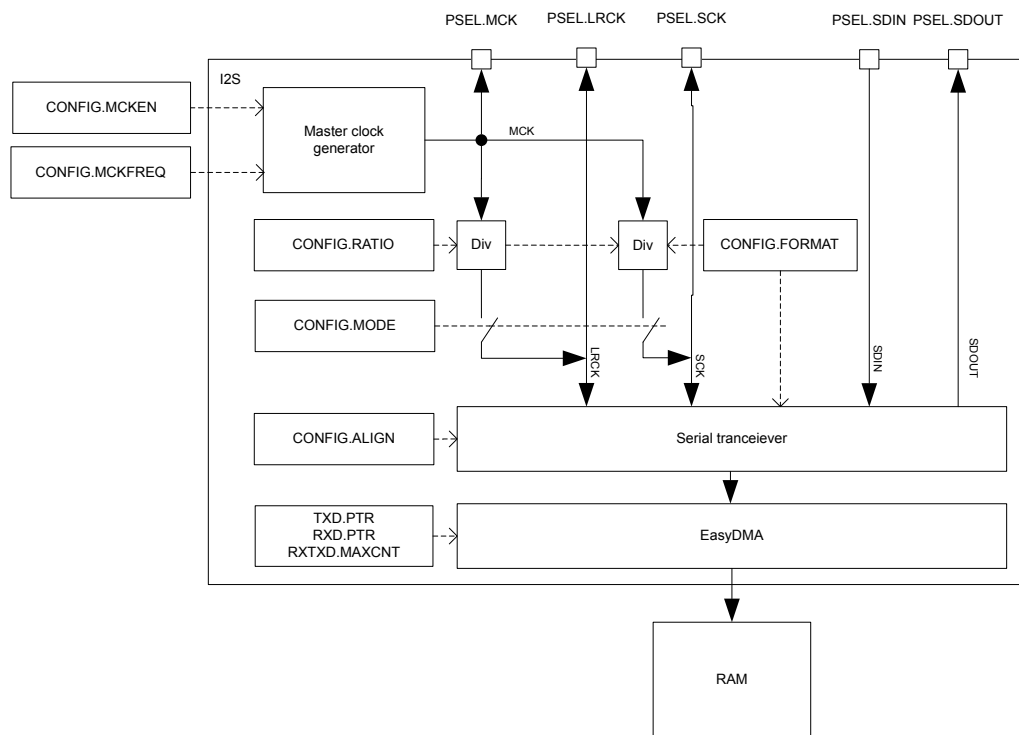 PSEL.MCK
PSEL.LRCK
PSEL.SCK
PSEL.SDIN
PSEL.SDOUT
I2S
CONFIG.MCKEN
CONFIG.MCKFREQ
Master clock
generator
MCK
CONFIG.RATIO
Div
Div
CONFIG.FORMAT
CONFIG.MODE
LRCK
SCK
SDIN
SDOUT
CONFIG.ALIGN
Serial tranceiever
TXD.PTR
RXD.PTR
RXTXD.MAXCNT
EasyDMA
RAM